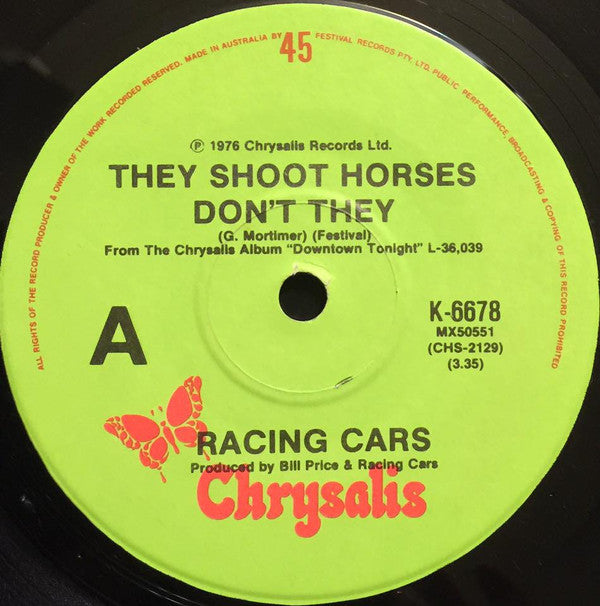 ALL RIGHTS OF THE RECORD PRODUCER & OWNER OF THE WORK RECORDED RESERVED. MADE IN AUSTRALIA BY FESTIVAL RECORDS PTY. LTD. PUBLIC PERFORMANCE, BROADCASTING & COPYING OF THIS RECORD PROHIBITED
45
℗ 1976 Chrysalis Records Ltd.
THEY SHOOT HORSES
DON'T THEY
(G. Mortimer) (Festival)
From The Chrysalis Album "Downtown Tonight" L-36,039
A
K-6678
MX50551
(CHS-2129)
(3.35)
RACING CARS
Produced by Bill Price & Racing Cars
Chrysalis